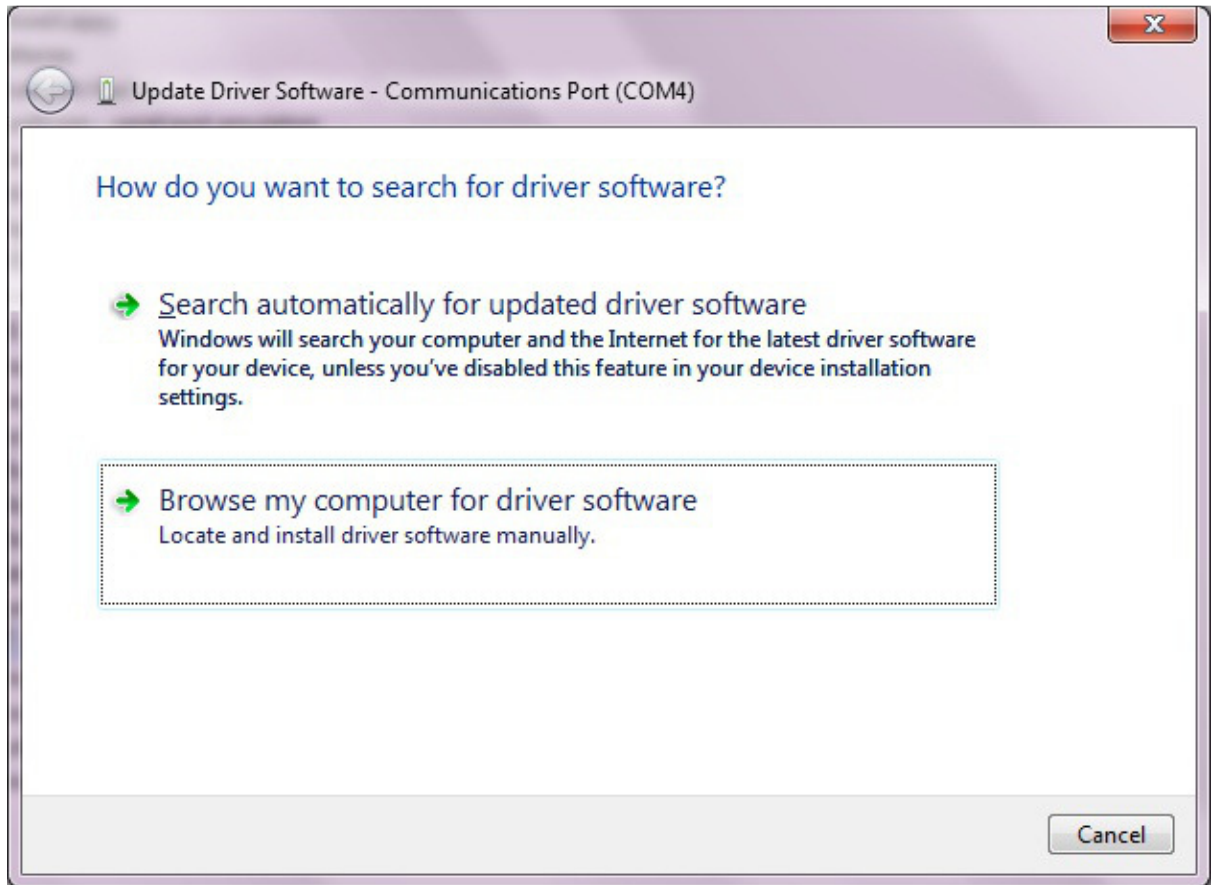 Update Driver Software - Communications Port (COM4)
How do you want to search for driver software?
Search automatically for updated driver software
Windows will search your computer and the Internet for the latest driver software
for your device, unless you've disabled this feature in your device installation
settings.
Browse my computer for driver software
Locate and install driver software manually.
Cancel